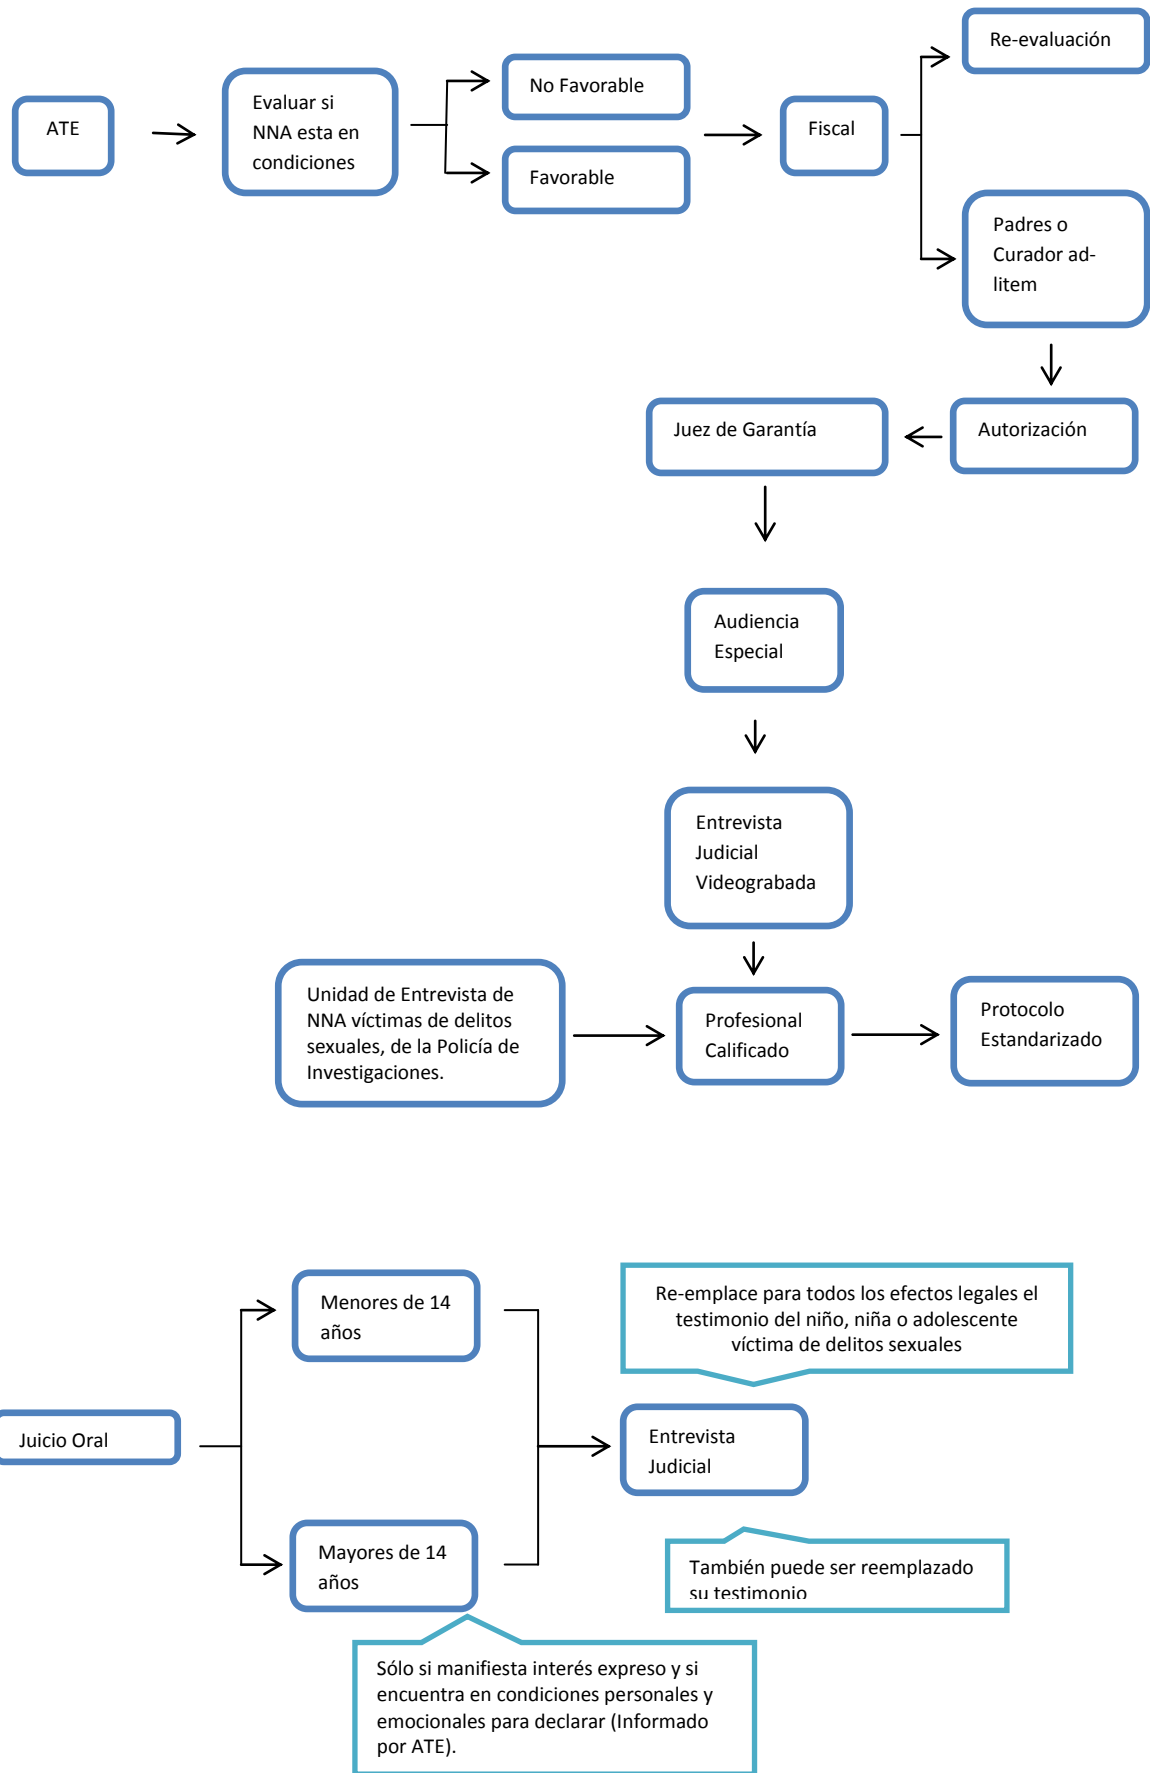 Re-evaluación
ATE
Evaluar si
NNA esta en
condiciones
No Favorable
Favorable
Fiscal
Padres o
Curador ad-
litem
Autorización
Juez de Garantía
Audiencia
Especial
Entrevista
Judicial
Videograbada
Unidad de Entrevista de
NNA víctimas de delitos
sexuales, de la Policía de
Investigaciones.
Profesional
Calificado
Protocolo
Estandarizado
Menores de 14
años
Re-emplace para todos los efectos legales el
testimonio del niño, niña o adolescente
víctima de delitos sexuales
Juicio Oral
Entrevista
Judicial
Mayores de 14
años
También puede ser reemplazado
su testimonio
Sólo si manifiesta interés expreso y si
encuentra en condiciones personales y
emocionales para declarar (Informado
por ATE).